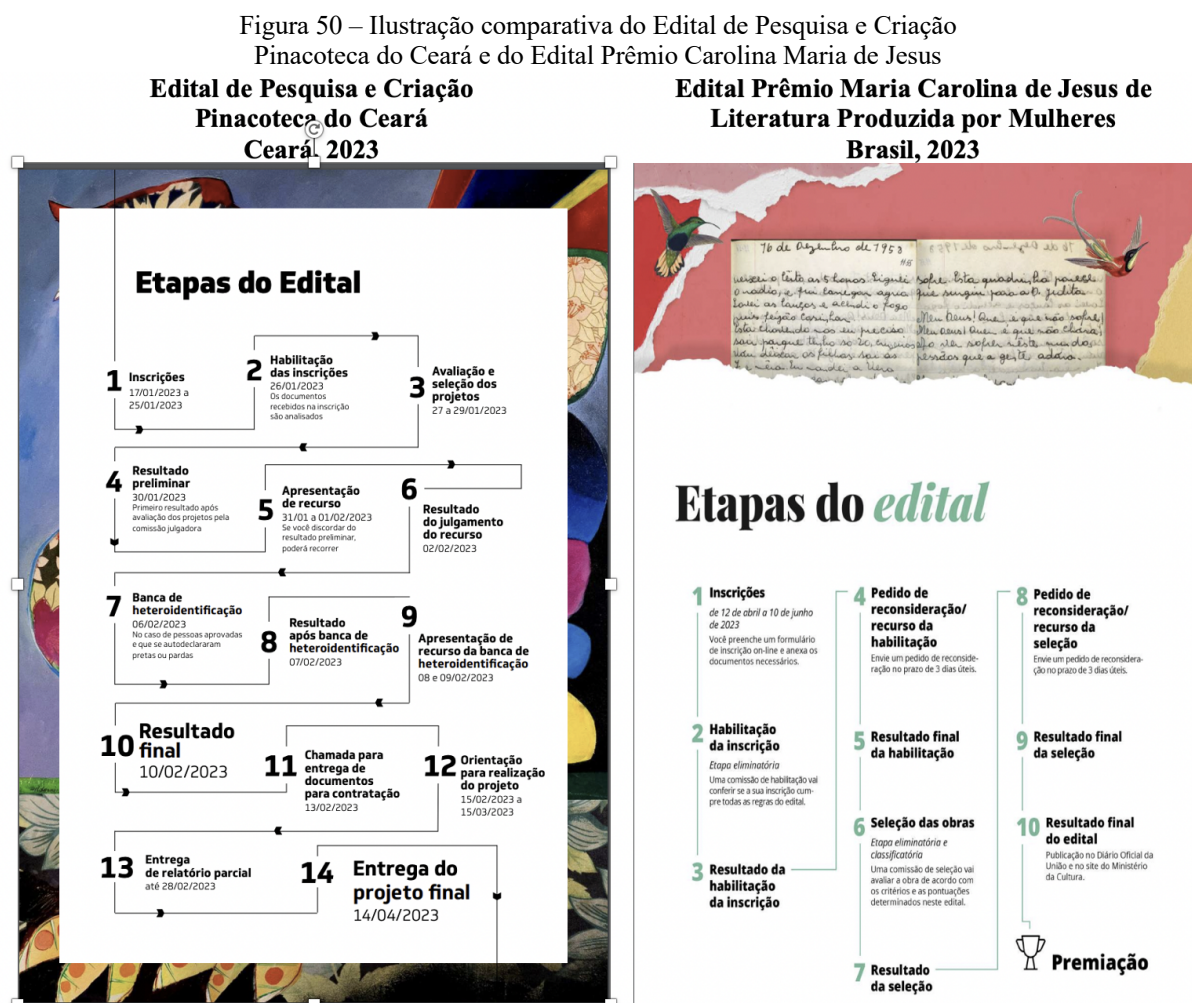 Figura 50 – Ilustração comparativa do Edital de Pesquisa e Criação
Pinacoteca do Ceará e do Edital Prêmio Carolina Maria de Jesus
Edital de Pesquisa e Criação
Pinacoteca do Ceará
Ceará, 2023
Etapas do Edital
1 Inscrições
17/01/2023 a
25/01/2023
2 Habilitação
das inscrições
26/01/2023
Os documentos
recebidos na inscrição
são analisados
3 Avaliação e
seleção dos
projetos
27 a 29/01/2023
4 Resultado
preliminar
30/01/2023
Primeiro resultado após
avaliação dos projetos pela
comissão julgadora
5 Apresentação
de recurso
31/01 a 01/02/2023
Se você discordar do
resultado preliminar,
poderá recorrer
6 Resultado
do julgamento
do recurso
02/02/2023
7 Banca de
heteroidentificação
06/02/2023
No caso de pessoas aprovadas
e que se autodeclararam
pretas ou pardas
8 Resultado
após banca de
heteroidentificação
07/02/2023
9 Apresentação de
recurso da banca de
heteroidentificação
08 e 09/02/2023
10 Resultado
final
10/02/2023
11 Chamada para
entrega de
documentos
para contratação
13/02/2023
12 Orientação
para realização
do projeto
15/02/2023 a
15/03/2023
13 Entrega
de relatório parcial
até 28/02/2023
14 Entrega do
projeto final
14/04/2023
Edital Prêmio Maria Carolina de Jesus de
Literatura Produzida por Mulheres
Brasil, 2023
16 de Dezembro de 1958
Meu Deus! Quem é que não sofre!
Etapas do edital
1 Inscrições
de 12 de abril a 10 de junho
de 2023
Você preenche um formulário
de inscrição on-line e anexa os
documentos necessários.
2 Habilitação
da inscrição
Etapa eliminatória
Uma comissão de habilitação vai
conferir se a sua inscrição cum-
pre todas as regras do edital.
3 Resultado da
habilitação
da inscrição
4 Pedido de
reconsideração/
recurso da
habilitação
Envie um pedido de reconside-
ração no prazo de 3 dias úteis.
5 Resultado final
da habilitação
6 Seleção das obras
Etapa eliminatória e
classificatória
Uma comissão de seleção vai
avaliar a obra de acordo com
os critérios e as pontuações
determinados neste edital.
7 Resultado
da seleção
8 Pedido de
reconsideração/
recurso da
seleção
Envie um pedido de reconsidera-
ção no prazo de 3 dias úteis.
9 Resultado final
da seleção
10 Resultado final
do edital
Publicação no Diário Oficial da
União e no site do Ministério
da Cultura.
Premiação